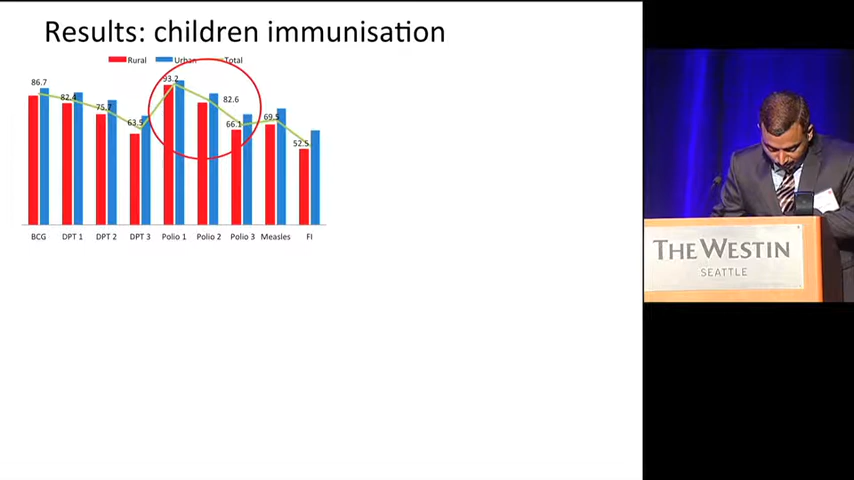 Results: children immunisation
Rural Urban Total
86.7
82.4
75.7
63.5
93.2
82.6
66.1
69.5
52.5
BCG DPT 1 DPT 2 DPT 3 Polio 1 Polio 2 Polio 3 Measles FI
THE WESTIN
SEATTLE